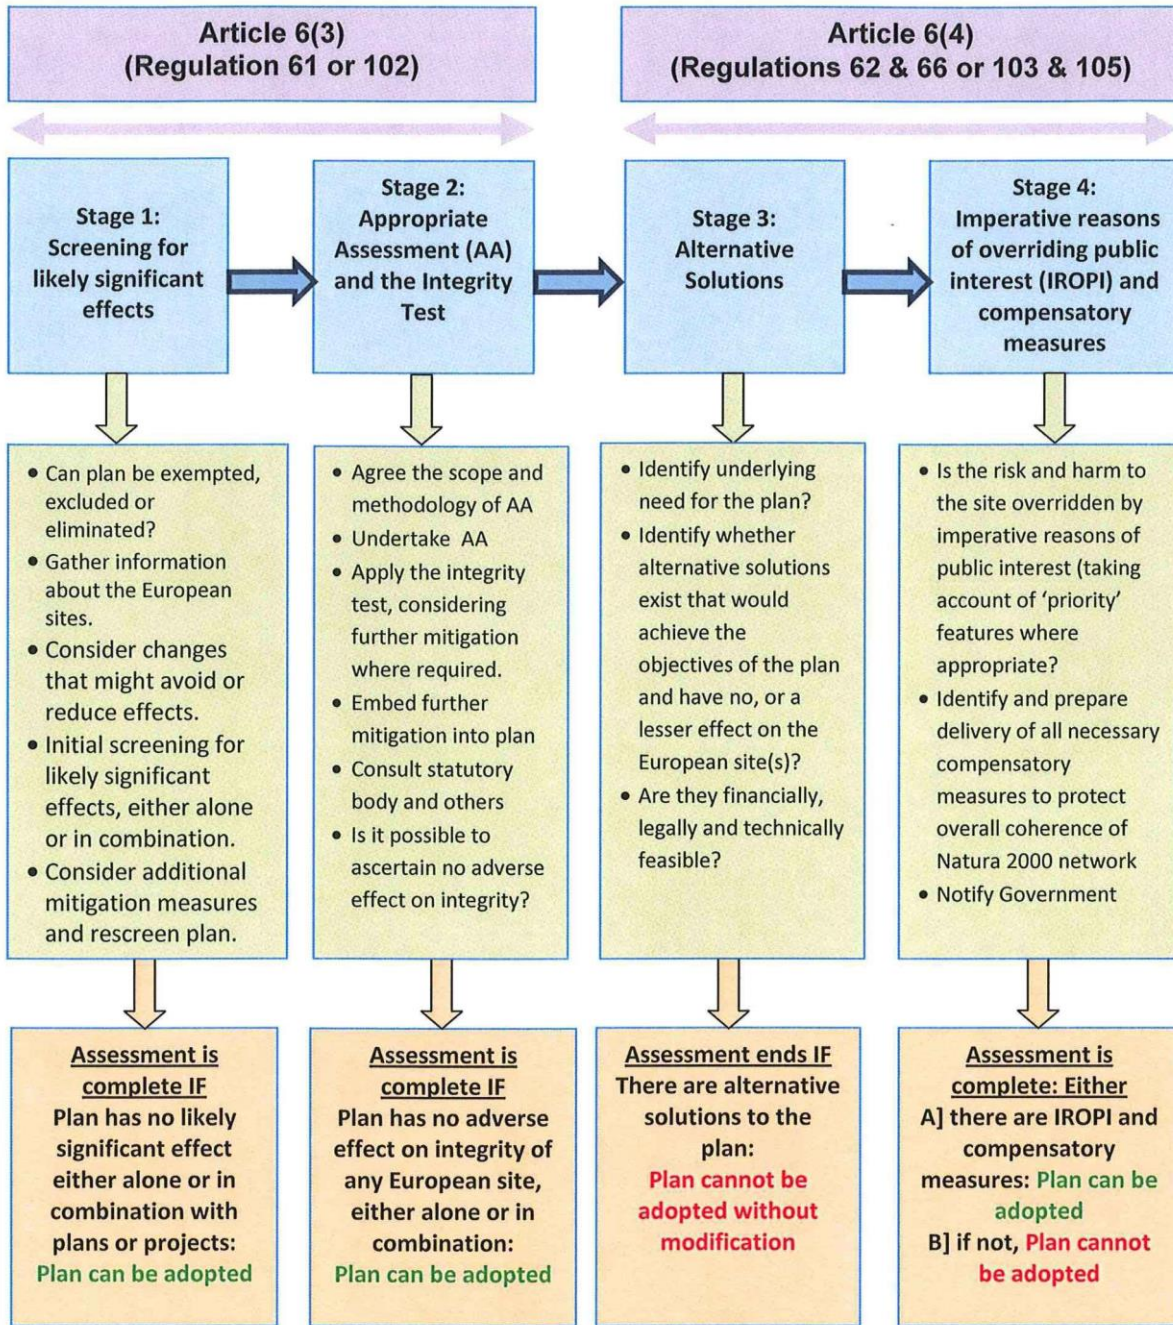 Article 6(3)
(Regulation 61 or 102)
Article 6(4)
(Regulations 62 & 66 or 103 & 105)
Stage 1:
Screening for
likely significant
effects
Stage 2:
Appropriate
Assessment (AA)
and the Integrity
Test
Stage 3:
Alternative
Solutions
Stage 4:
Imperative reasons
of overriding public
interest (IROPI) and
compensatory
measures
• Can plan be exempted,
excluded or
eliminated?
• Gather information
about the European
sites.
• Consider changes
that might avoid or
reduce effects.
• Initial screening for
likely significant
effects, either alone
or in combination.
• Consider additional
mitigation measures
and rescreen plan.
• Agree the scope and
methodology of AA
• Undertake AA
• Apply the integrity
test, considering
further mitigation
where required.
• Embed further
mitigation into plan
• Consult statutory
body and others
• Is it possible to
ascertain no adverse
effect on integrity?
• Identify underlying
need for the plan?
• Identify whether
alternative solutions
exist that would
achieve the
objectives of the plan
and have no, or a
lesser effect on the
European site(s)?
• Are they financially,
legally and technically
feasible?
• Is the risk and harm to
the site overridden by
imperative reasons of
public interest (taking
account of ‘priority’
features where
appropriate?
• Identify and prepare
delivery of all necessary
compensatory
measures to protect
overall coherence of
Natura 2000 network
• Notify Government
Assessment is
complete IF
Plan has no likely
significant effect
either alone or in
combination with
plans or projects:
Plan can be adopted
Assessment is
complete IF
Plan has no adverse
effect on integrity of
any European site,
either alone or in
combination:
Plan can be adopted
Assessment ends IF
There are alternative
solutions to the
plan:
Plan cannot be
adopted without
modification
Assessment is
complete: Either
A] there are IROPI and
compensatory
measures: Plan can be
adopted
B] if not, Plan cannot
be adopted